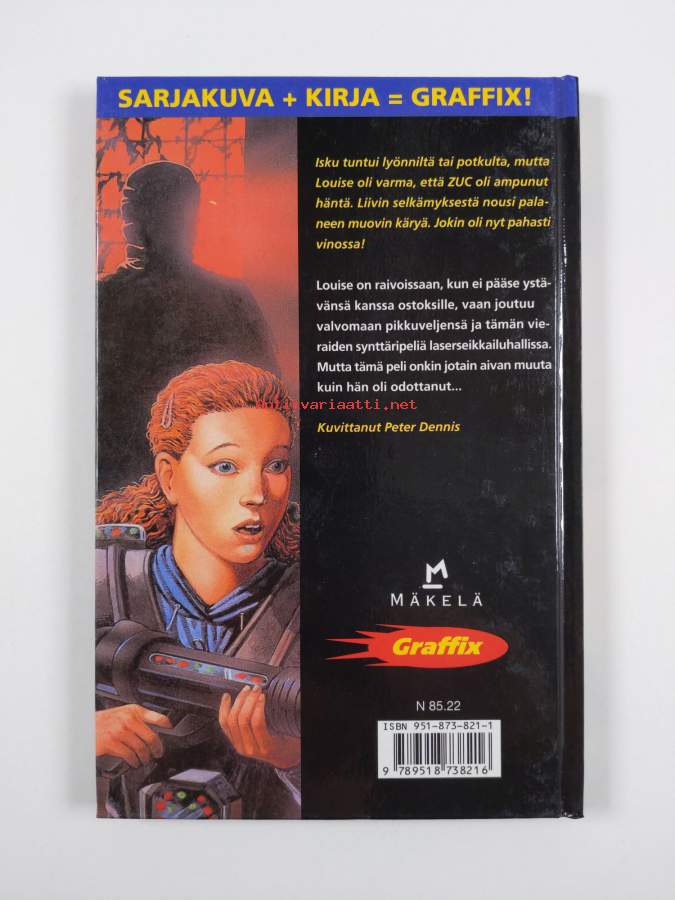 SARJAKUVA + KIRJA = GRAFFIX!
Isku tuntui lyönniltä tai potkulta, mutta
Louise oli varma, että ZUC oli ampunut
häntä. Liivin selkämyksestä nousi pala-
neen muovin käryä. Jokin oli nyt pahasti
vinossa!
Louise on raivoissaan, kun ei pääse ystä-
vänsä kanssa ostoksille, vaan joutuu
valvomaan pikkuveljensä ja tämän vie-
raiden synttäripeliä laserseikkailuhallissa.
Mutta tämä peli onkin jotain aivan muuta
kuin hän oli odottanut...
Antiikvariaatti.net
Kuvittanut Peter Dennis
M
MÄKELÄ
Graffix
N 85.22
ISBN 951-873-821-1
9 789518 738216